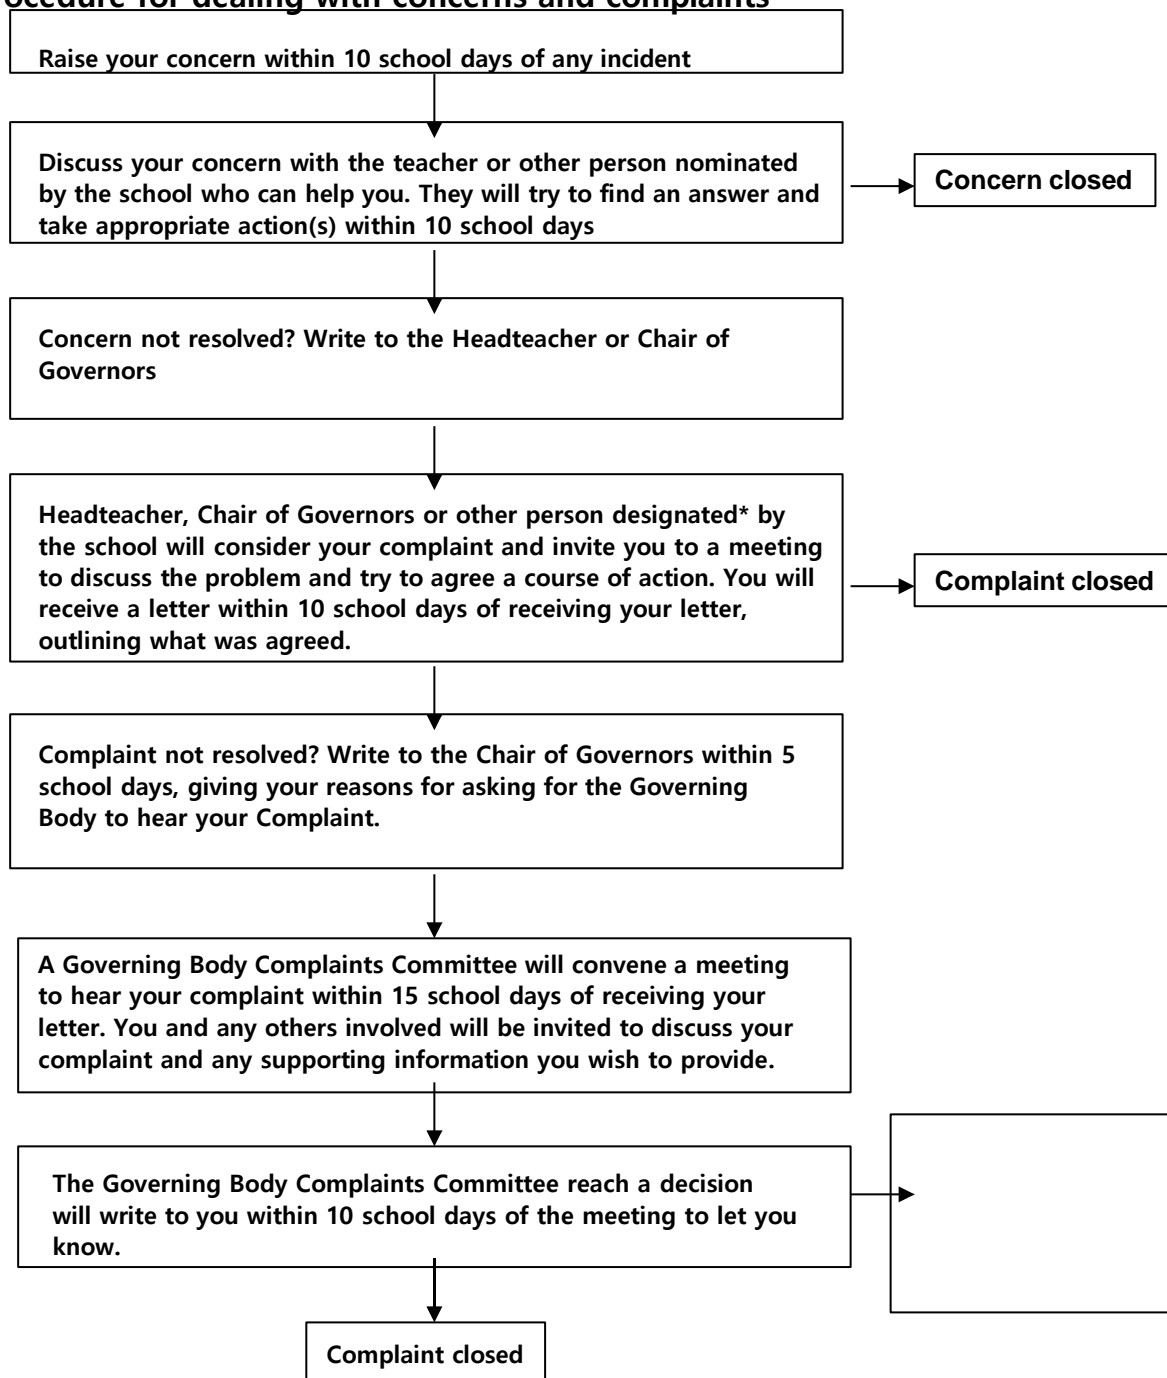 ocedure for dealing with concerns and complaints
Raise your concern within 10 school days of any incident
Discuss your concern with the teacher or other person nominated
by the school who can help you. They will try to find an answer and
take appropriate action(s) within 10 school days
Concern closed
Concern not resolved? Write to the Headteacher or Chair of
Governors
Headteacher, Chair of Governors or other person designated* by
the school will consider your complaint and invite you to a meeting
to discuss the problem and try to agree a course of action. You will
receive a letter within 10 school days of receiving your letter,
outlining what was agreed.
Complaint closed
Complaint not resolved? Write to the Chair of Governors within 5
school days, giving your reasons for asking for the Governing
Body to hear your Complaint.
A Governing Body Complaints Committee will convene a meeting
to hear your complaint within 15 school days of receiving your
letter. You and any others involved will be invited to discuss your
complaint and any supporting information you wish to provide.
The Governing Body Complaints Committee reach a decision
will write to you within 10 school days of the meeting to let you
know.
Complaint closed